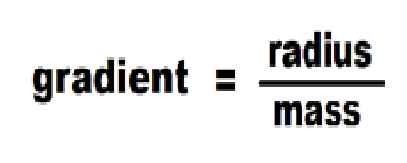 gradient = radius
mass